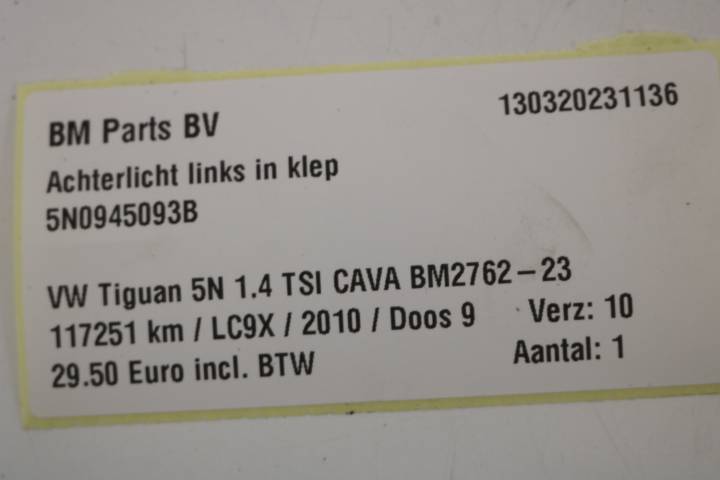 BM Parts BV 130320231136
Achterlicht links in klep
5N0945093B
VW Tiguan 5N 1.4 TSI CAVA BM2762-23
117251 km / LC9X / 2010 / Doos 9 Verz: 10
29.50 Euro incl. BTW Aantal: 1